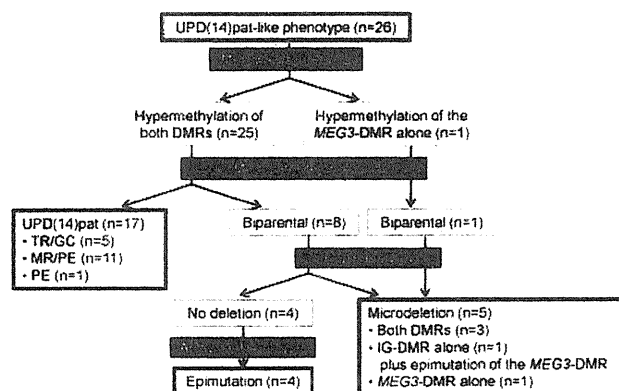 UPD(14)pat-like phenotype (n=26)
Hypermethylation of
both DMRs (n=25)
Hypermethylation of the
MEG3-DMR alone (n=1)
UPD(14)pat (n=17)
• TR/GC (n=5)
• MR/PE (n=11)
• PE (n=1)
Biparental (n=8)
Biparental (n=1)
No deletion (n=4)
Microdeletion (n=5)
• Both DMRs (n=3)
• IG-DMR alone (n=1)
plus epimutation of the MEG3-DMR
• MEG3-DMR alone (n=1)
Epimutation (n=4)